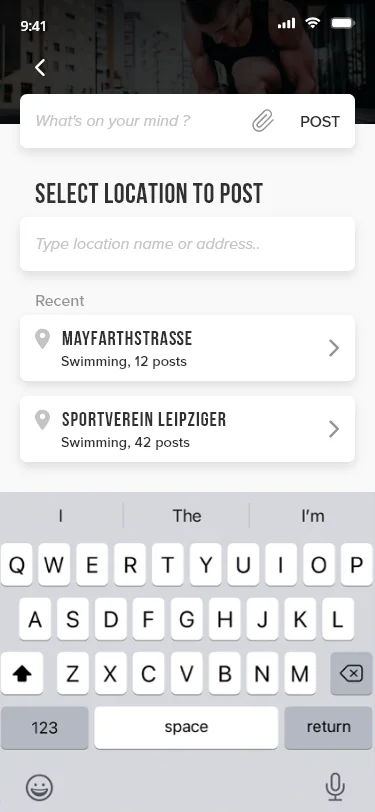 9:41
What's on your mind ?
POST
SELECT LOCATION TO POST
Type location name or address..
Recent
MAYFARTHSTRASSE
Swimming, 12 posts
SPORTVEREIN LEIPZIGER
Swimming, 42 posts
I The I'm
Q W E R T Y U I O P
A S D F G H J K L
Z X C V B N M
123 space return